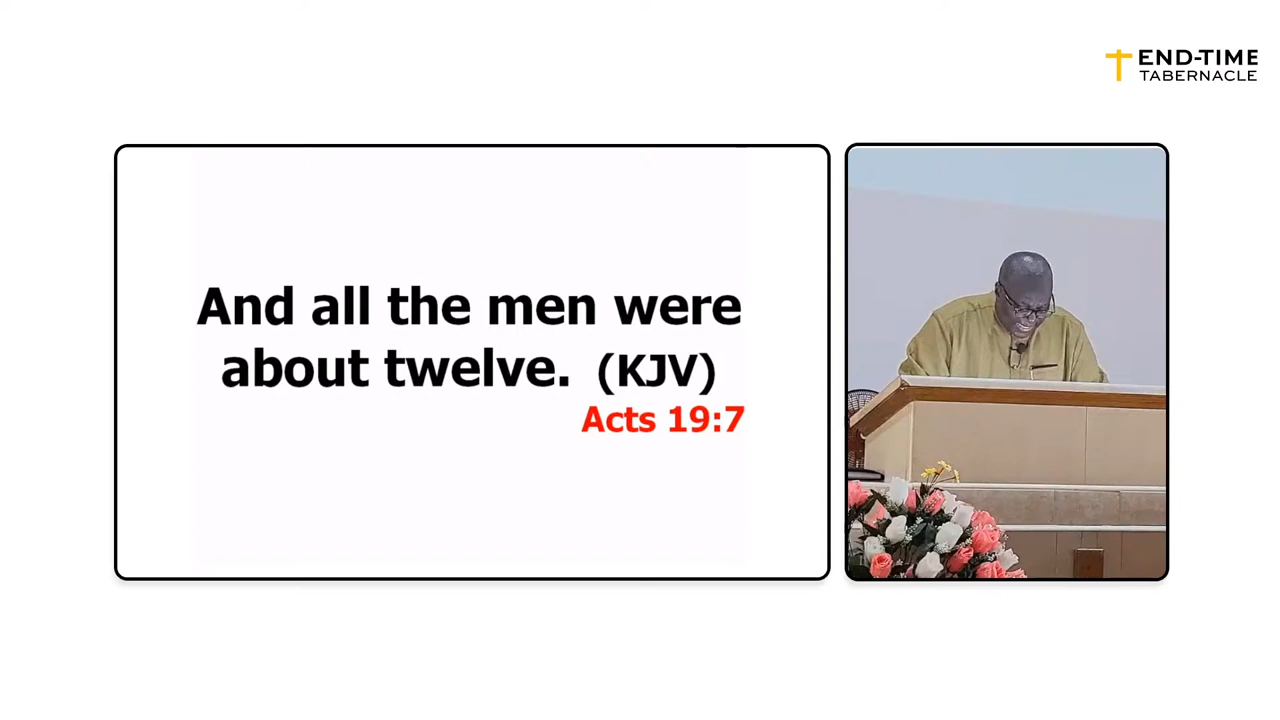 END-TIME
TABERNACLE
And all the men were
about twelve. (KJV)
Acts 19:7